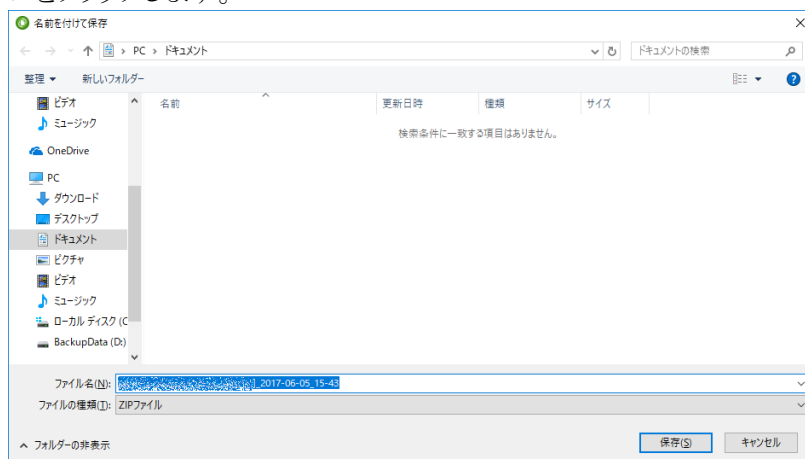 をクリックします。
名前を付けて保存
PC › ドキュメント
ドキュメントの検索
整理 ▼ 新しいフォルダー
名前 更新日時 種類 サイズ
検索条件に一致する項目はありません。
ビデオ
ミュージック
OneDrive
PC
ダウンロード
デスクトップ
ドキュメント
ピクチャ
ビデオ
ミュージック
ローカル ディスク (C
BackupData (D:)
ファイル名(N): _2017-06-05_15-43
ファイルの種類(T): ZIPファイル
フォルダーの非表示
保存(S) キャンセル